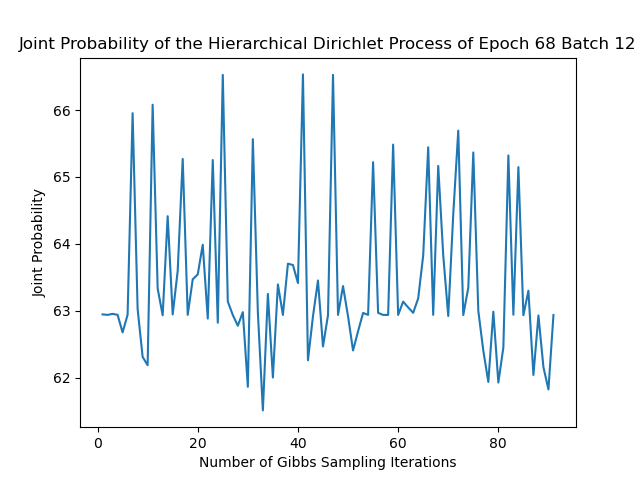 Joint Probability of the Hierarchical Dirichlet Process of Epoch 68 Batch 12
66
65
64
63
62
Joint Probability
0 20 40 60 80
Number of Gibbs Sampling Iterations